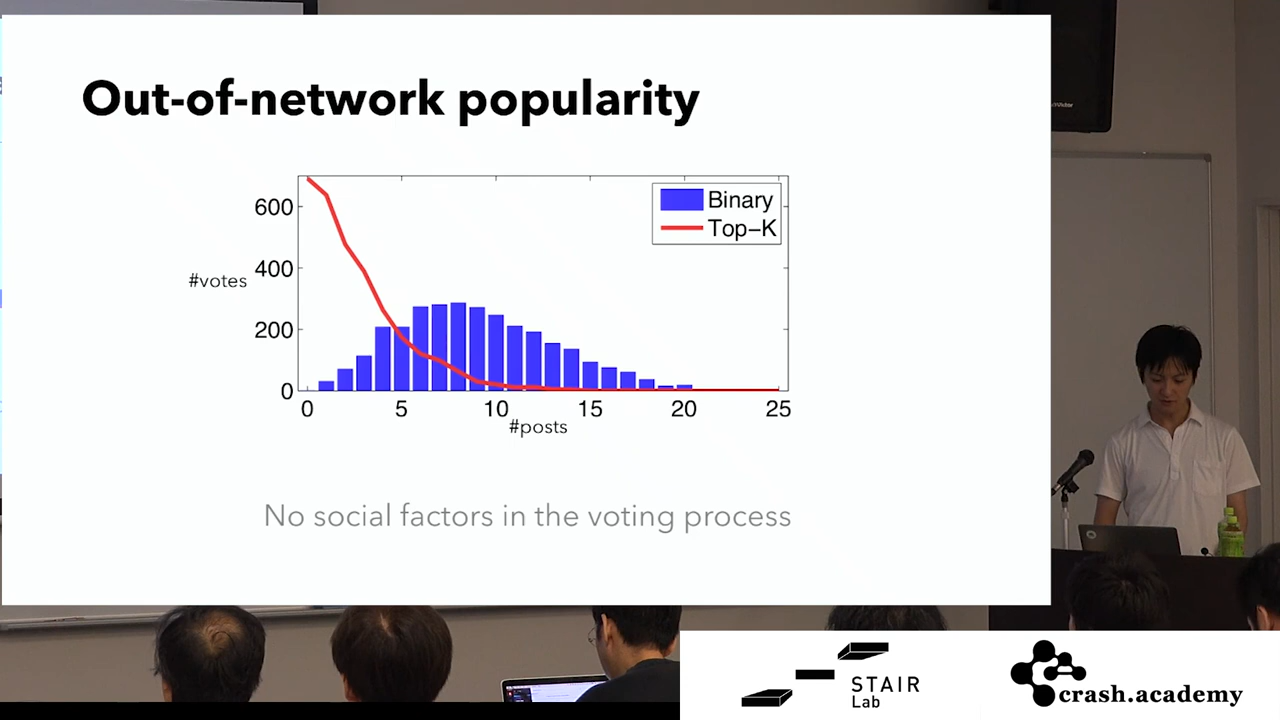 Out-of-network popularity
600
400
200
0
#votes
Binary
Top-K
0 5 10 15 20 25
#posts
No social factors in the voting process
STAIR
Lab
crash.academy